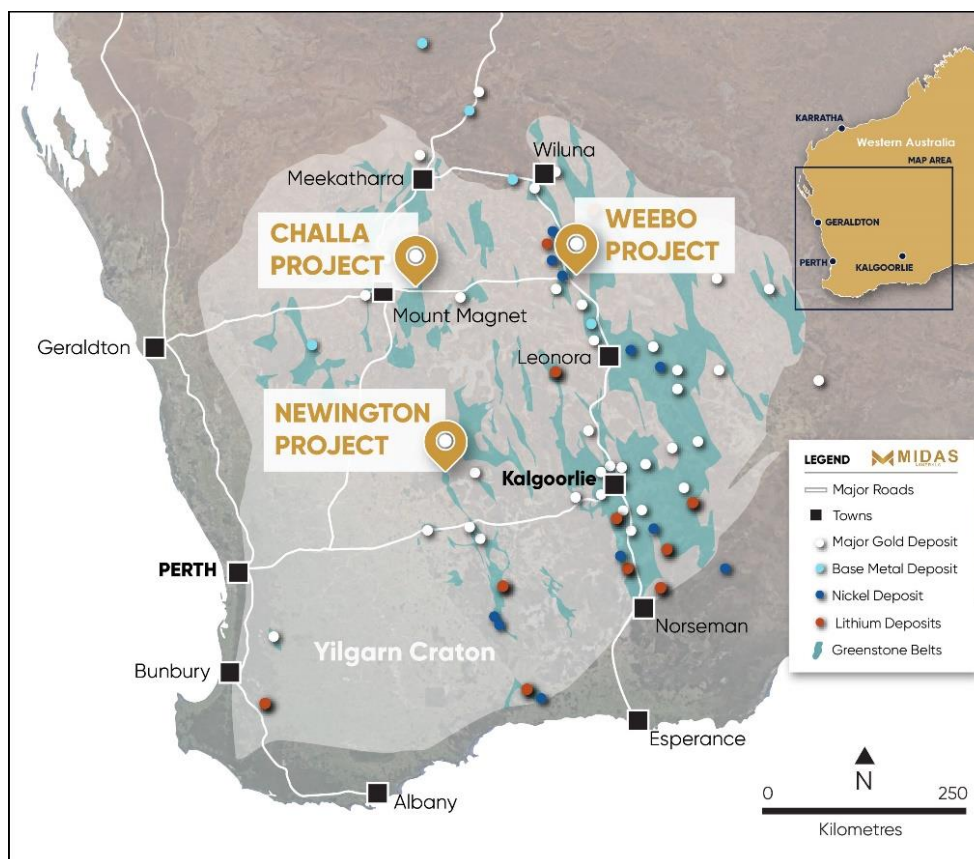 KARRATHA
Western Australia
MAP AREA
GERALDTON
PERTH
KALGOORLIE
Meekatharra
Wiluna
CHALLA
PROJECT
WEEBO
PROJECT
Mount Magnet
Geraldton
Leonora
NEWINGTON
PROJECT
Kalgoorlie
PERTH
Norseman
Yilgarn Craton
Bunbury
Esperance
Albany
LEGEND
MIDAS
Major Roads
Towns
Major Gold Deposit
Base Metal Deposit
Nickel Deposit
Lithium Deposits
Greenstone Belts
N
0
250
Kilometres